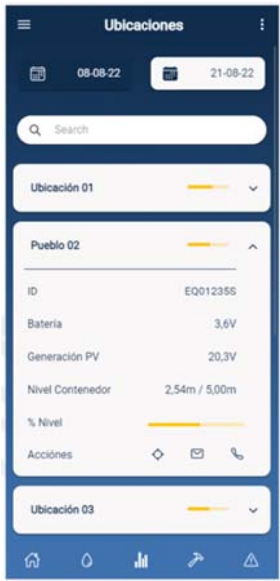 Ubicaciones
08-08-22 21-08-22
Search
Ubicación 01
Pueblo 02
ID EQ01235S
Batería 3,6V
Generación PV 20,3V
Nivel Contenedor 2,54m / 5,00m
% Nivel
Acciónes
Ubicación 03